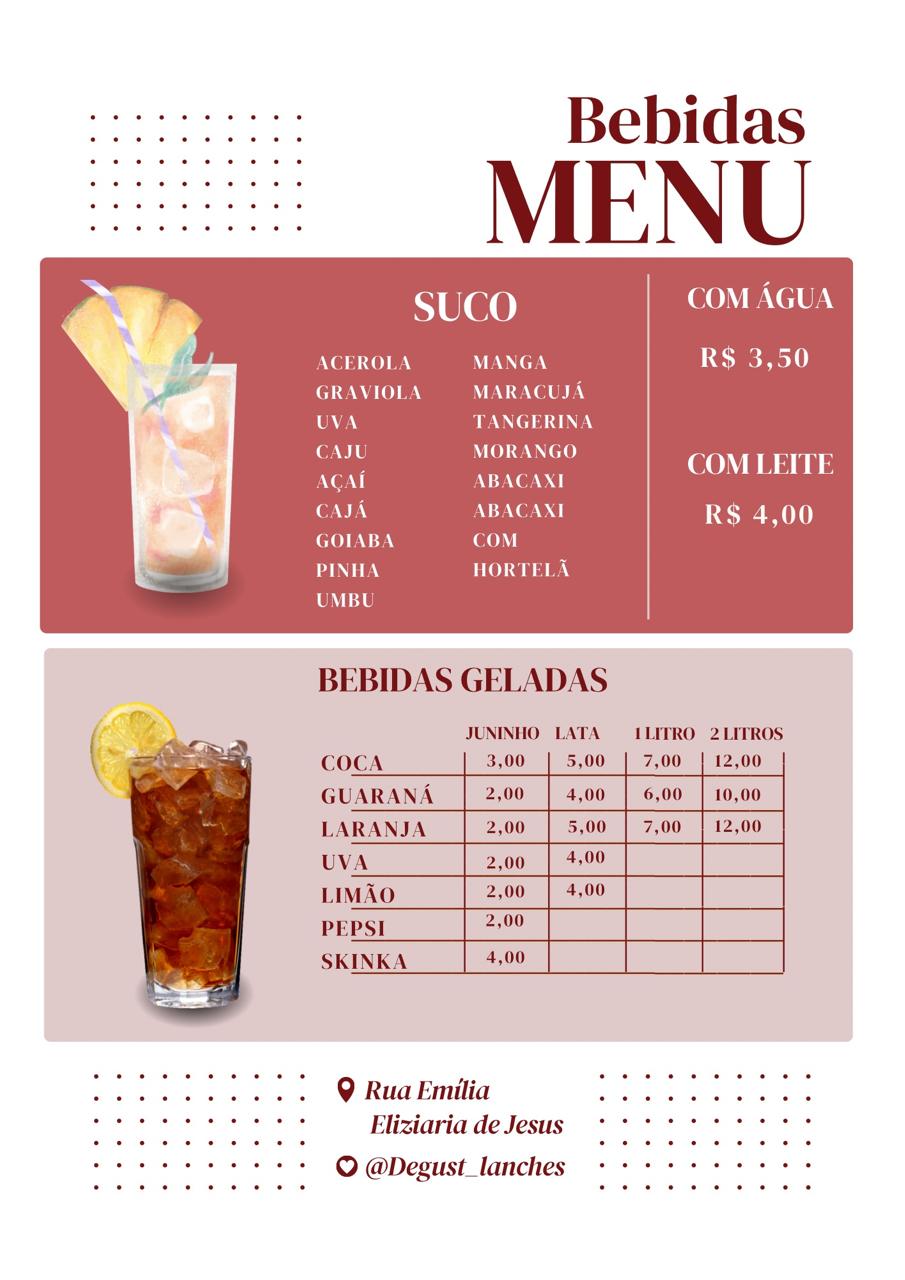 Bebidas
MENU
SUCO
ACEROLA
GRAVIOLA
UVA
CAJU
AÇAÍ
CAJÁ
GOIABA
PINHA
UMBU
MANGA
MARACUJÁ
TANGERINA
MORANGO
ABACAXI
ABACAXI
COM
HORTELÃ
COM ÁGUA
R$ 3,50
COM LEITE
R$ 4,00
BEBIDAS GELADAS
JUNINHO LATA 1 LITRO 2 LITROS
COCA 3,00 5,00 7,00 12,00
GUARANÁ 2,00 4,00 6,00 10,00
LARANJA 2,00 5,00 7,00 12,00
UVA 2,00 4,00
LIMÃO 2,00 4,00
PEPSI 2,00
SKINKA 4,00
Rua Emília
Eliziaria de Jesus
@Degust_lanches